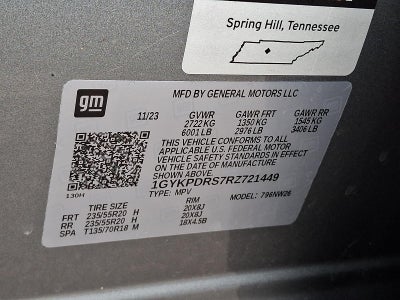 Spring Hill, Tennessee
gm
MFD BY GENERAL MOTORS LLC
11/23 GVWR GAWR FRT GAWR RR
2722 KG 1350 KG 1545 KG
6001 LB 2976 LB 3406 LB
THIS VEHICLE CONFORMS TO ALL
APPLICABLE U.S. FEDERAL MOTOR
VEHICLE SAFETY STANDARDS IN EFFECT
ON THE DATE OF MANUFACTURE
SHOWN ABOVE.
1GYKPDRS7RZ721449
TYPE: MPV MODEL: 796NW26
130H
TIRE SIZE RIM
FRT 235/55R20 H 20X8J
RR 235/55R20 H 20X8J
SPA T135/70R18 M 18X4.5B